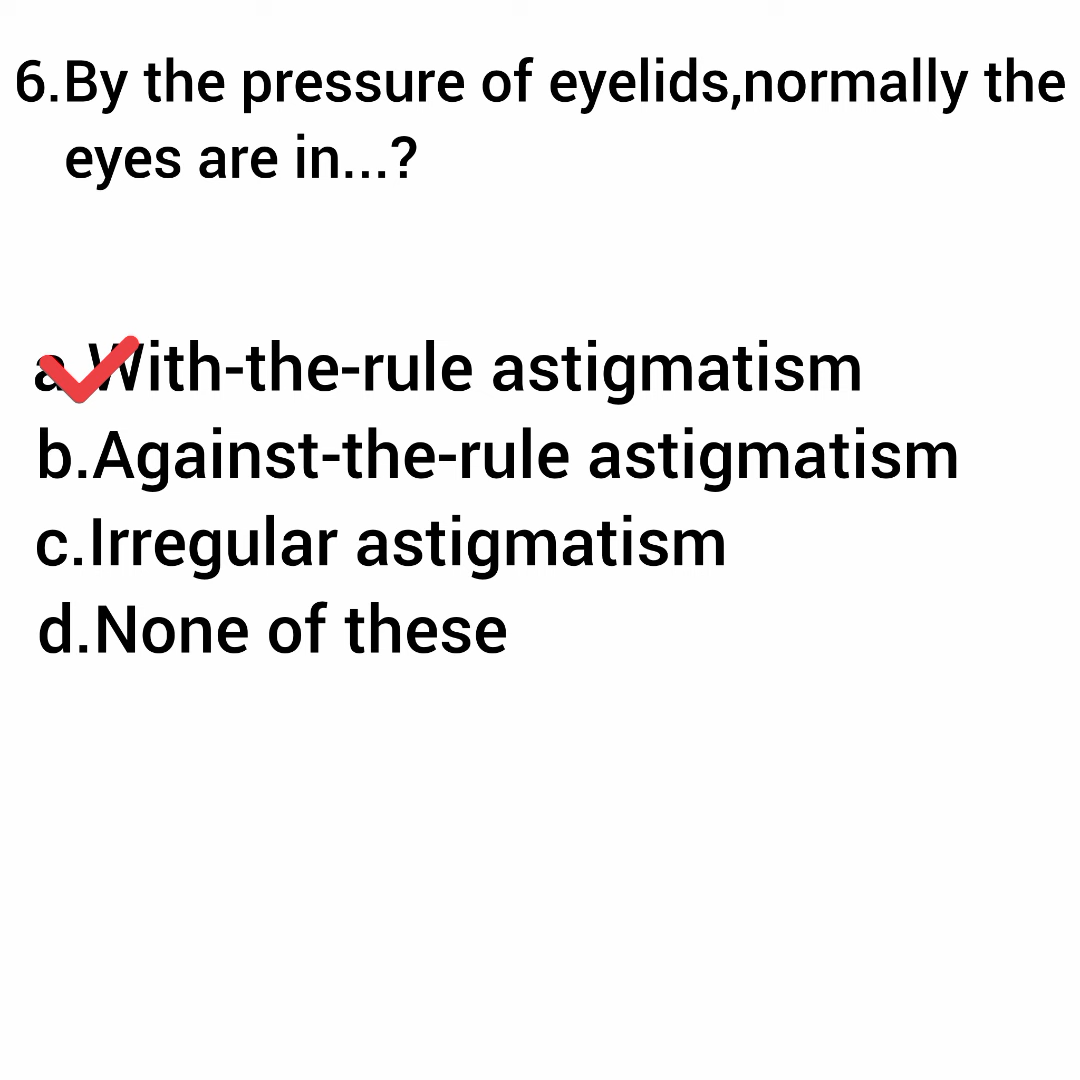 6.By the pressure of eyelids,normally the
eyes are in...?
a.With-the-rule astigmatism
b.Against-the-rule astigmatism
c.Irregular astigmatism
d.None of these